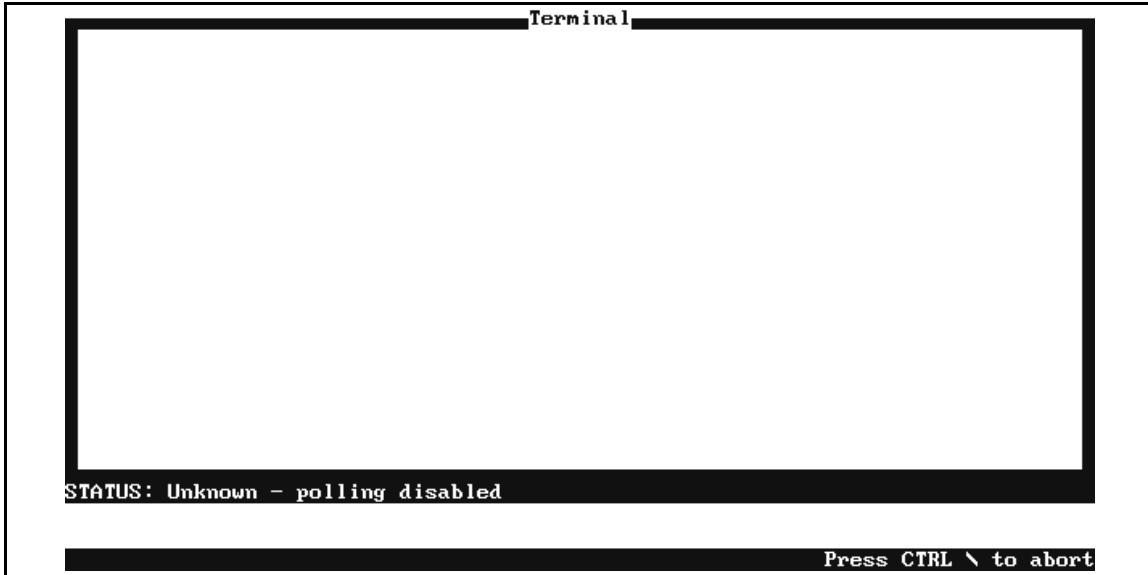 Terminal
STATUS: Unknown - polling disabled
Press CTRL \ to abort